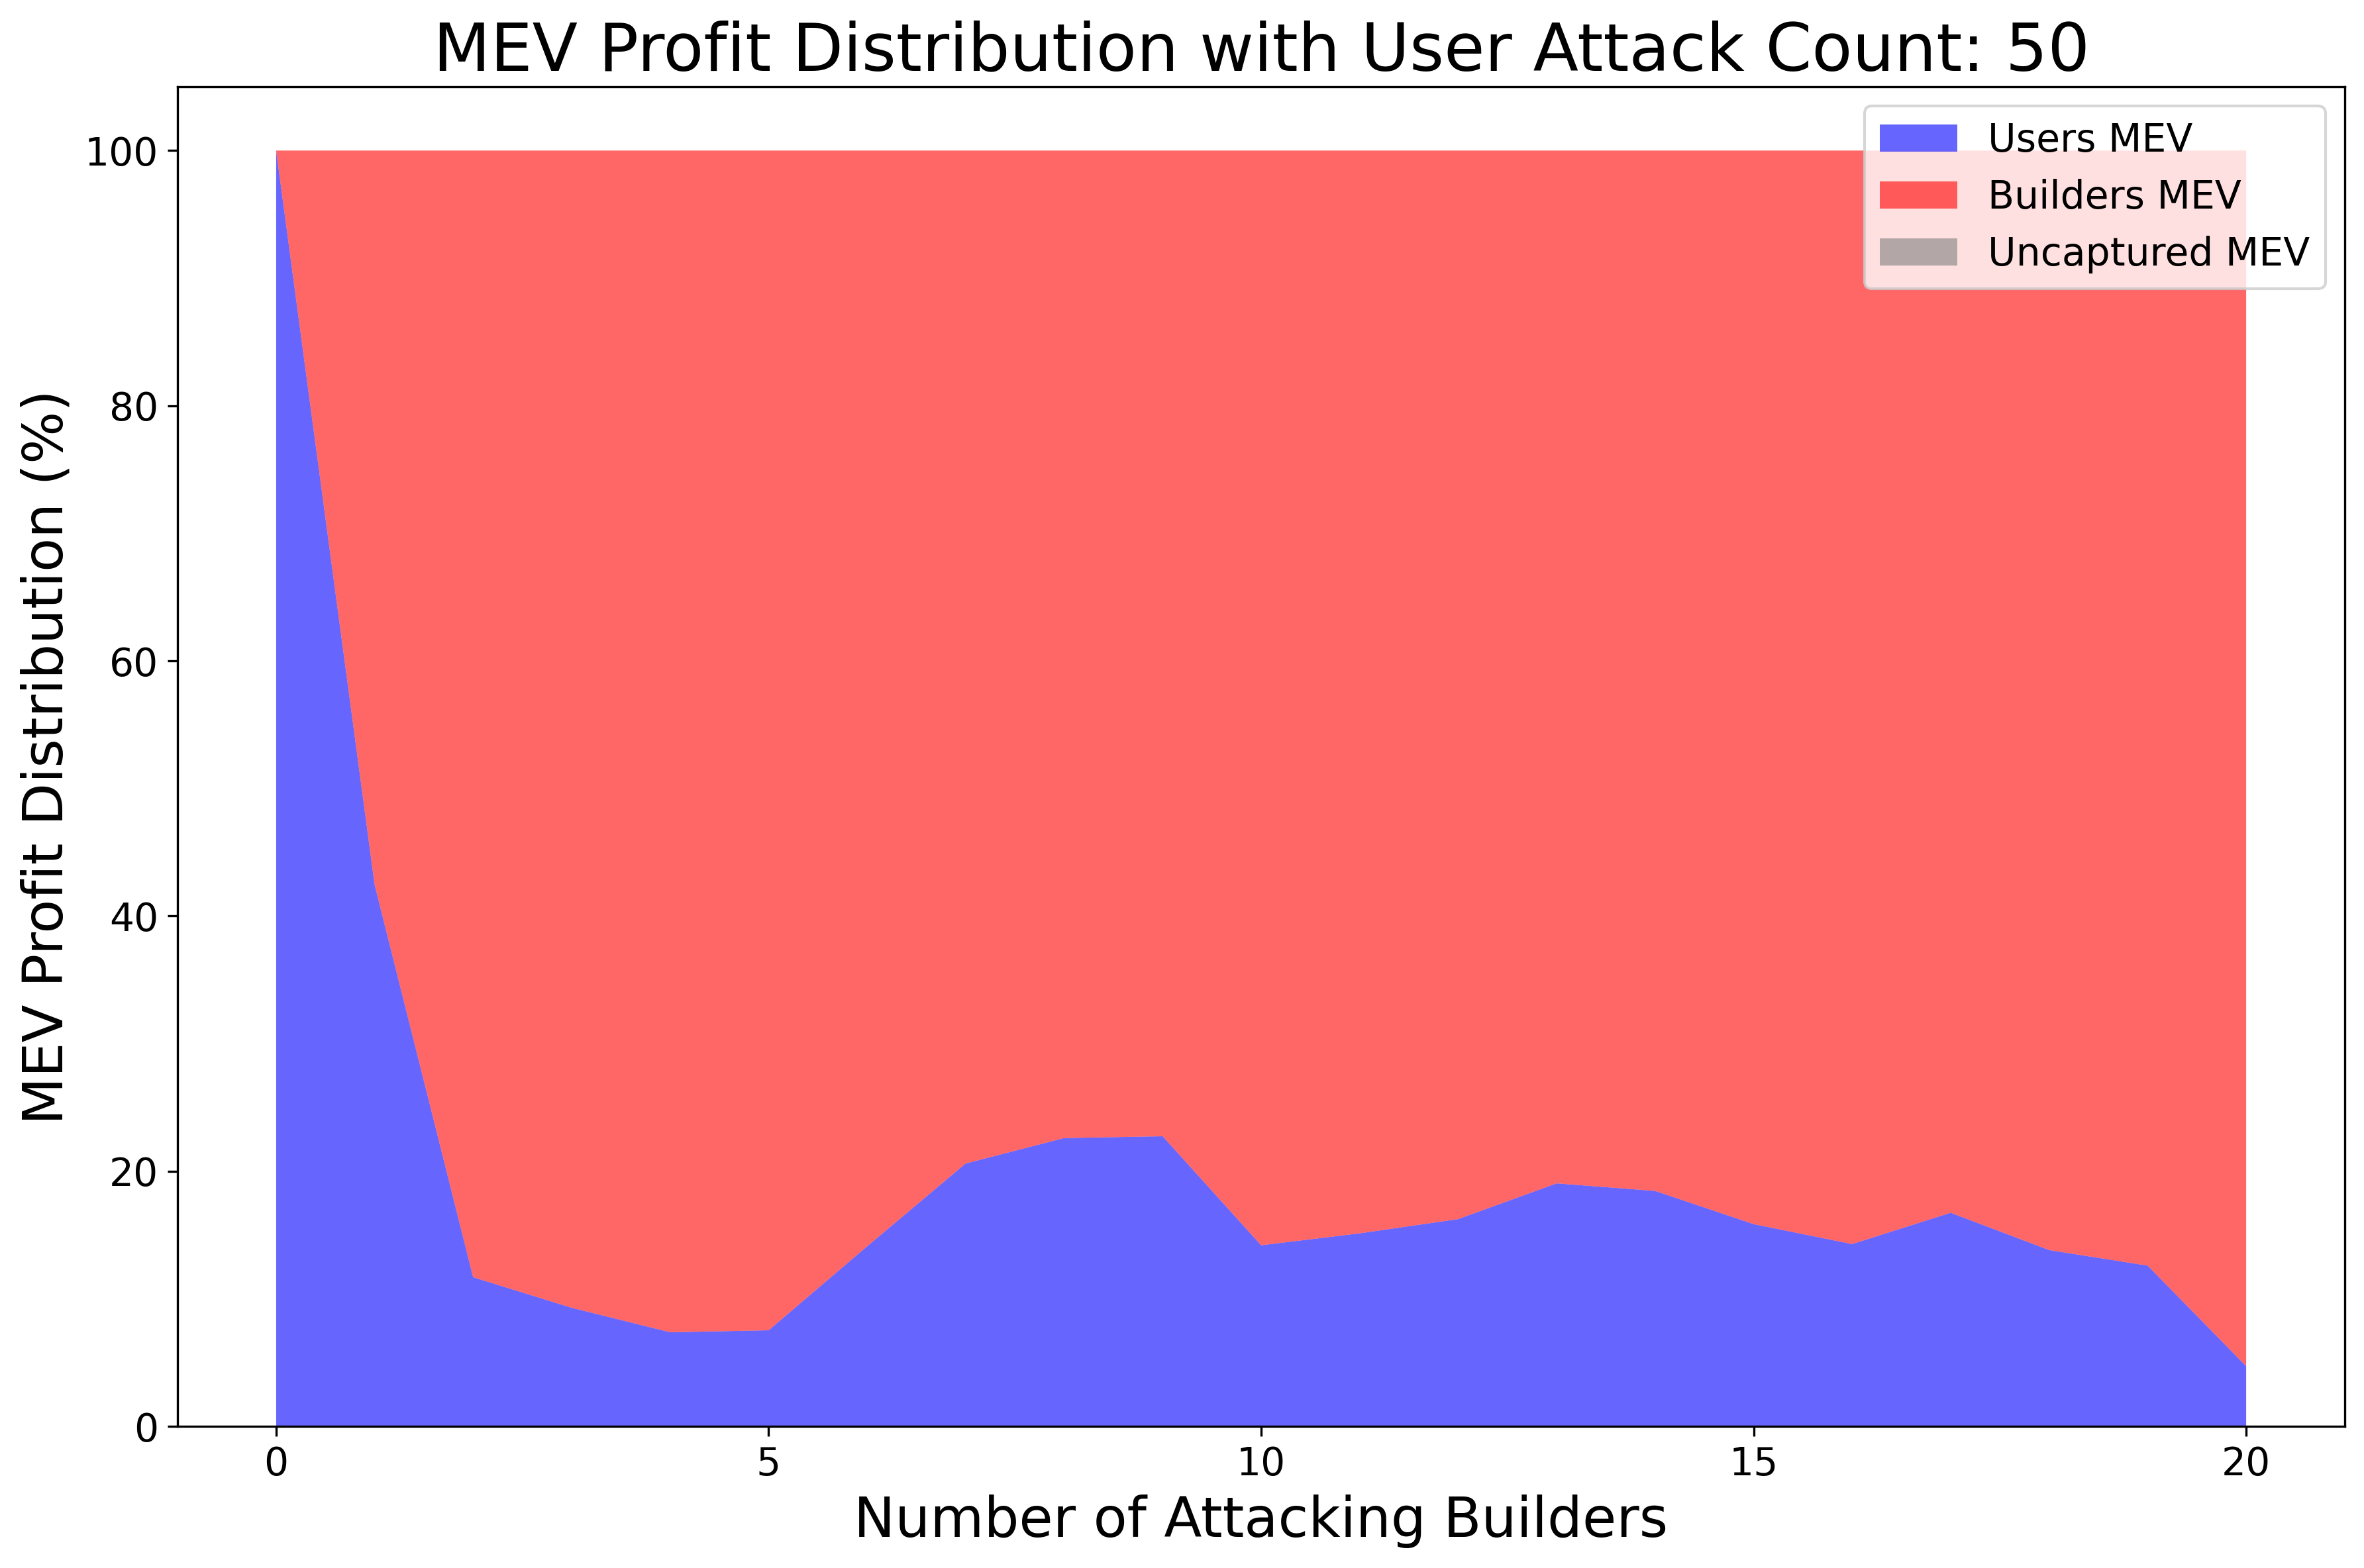 MEV Profit Distribution with User Attack Count: 50
MEV Profit Distribution (%)
100
80
60
40
20
0
Users MEV
Builders MEV
Uncaptured MEV
0 5 10 15 20
Number of Attacking Builders